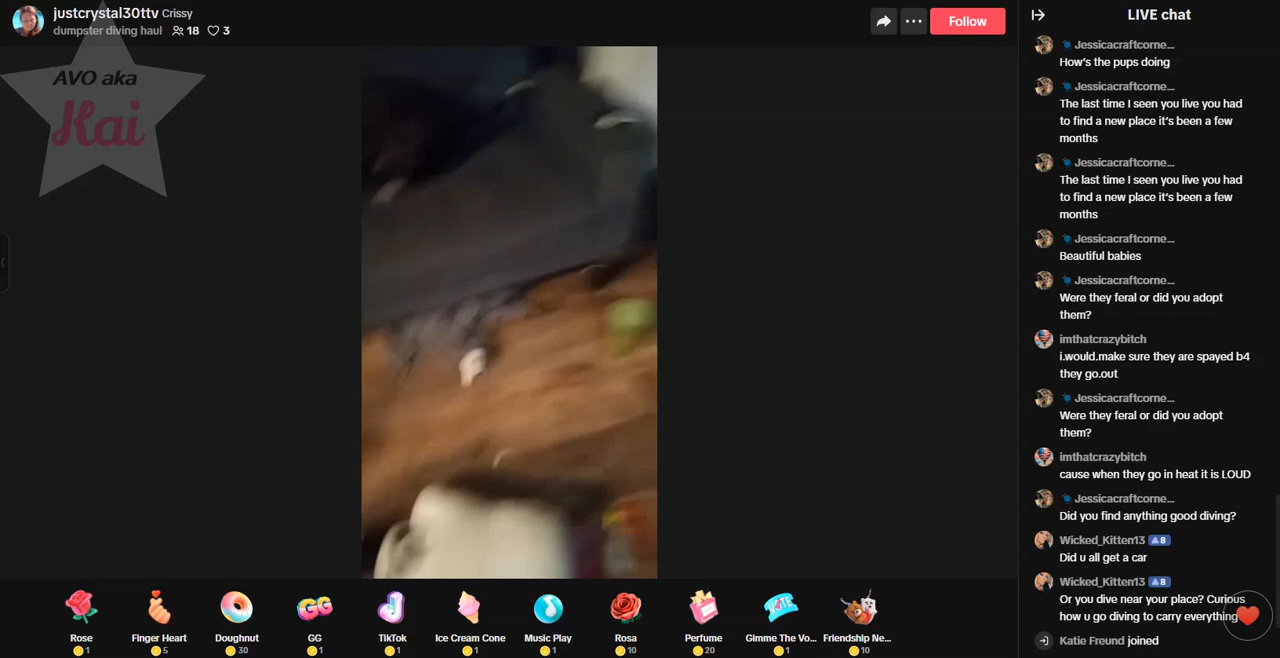 justcrystal30ttv Crissy
dumpster diving haul 18 3
Follow
AVO aka
Kai
LIVE chat
Jessicacraftcorne...
How's the pups doing
Jessicacraftcorne...
The last time I seen you live you had
to find a new place it's been a few
months
Jessicacraftcorne...
The last time I seen you live you had
to find a new place it's been a few
months
Jessicacraftcorne...
Beautiful babies
Jessicacraftcorne...
Were they feral or did you adopt
them?
imthatcrazybitch
i.would.make sure they are spayed b4
they go.out
Jessicacraftcorne...
Were they feral or did you adopt
them?
imthatcrazybitch
cause when they go in heat it is LOUD
Jessicacraftcorne...
Did you find anything good diving?
Wicked_Kitten13 8
Did u all get a car
Wicked_Kitten13 8
Or you dive near your place? Curious
how u go diving to carry everything
Katie Freund joined
GG
VOTE
Rose Finger Heart Doughnut GG TikTok Ice Cream Cone Music Play Rosa Perfume Gimme The Vo... Friendship Ne...
1 5 30 1 1 1 1 10 20 1 10